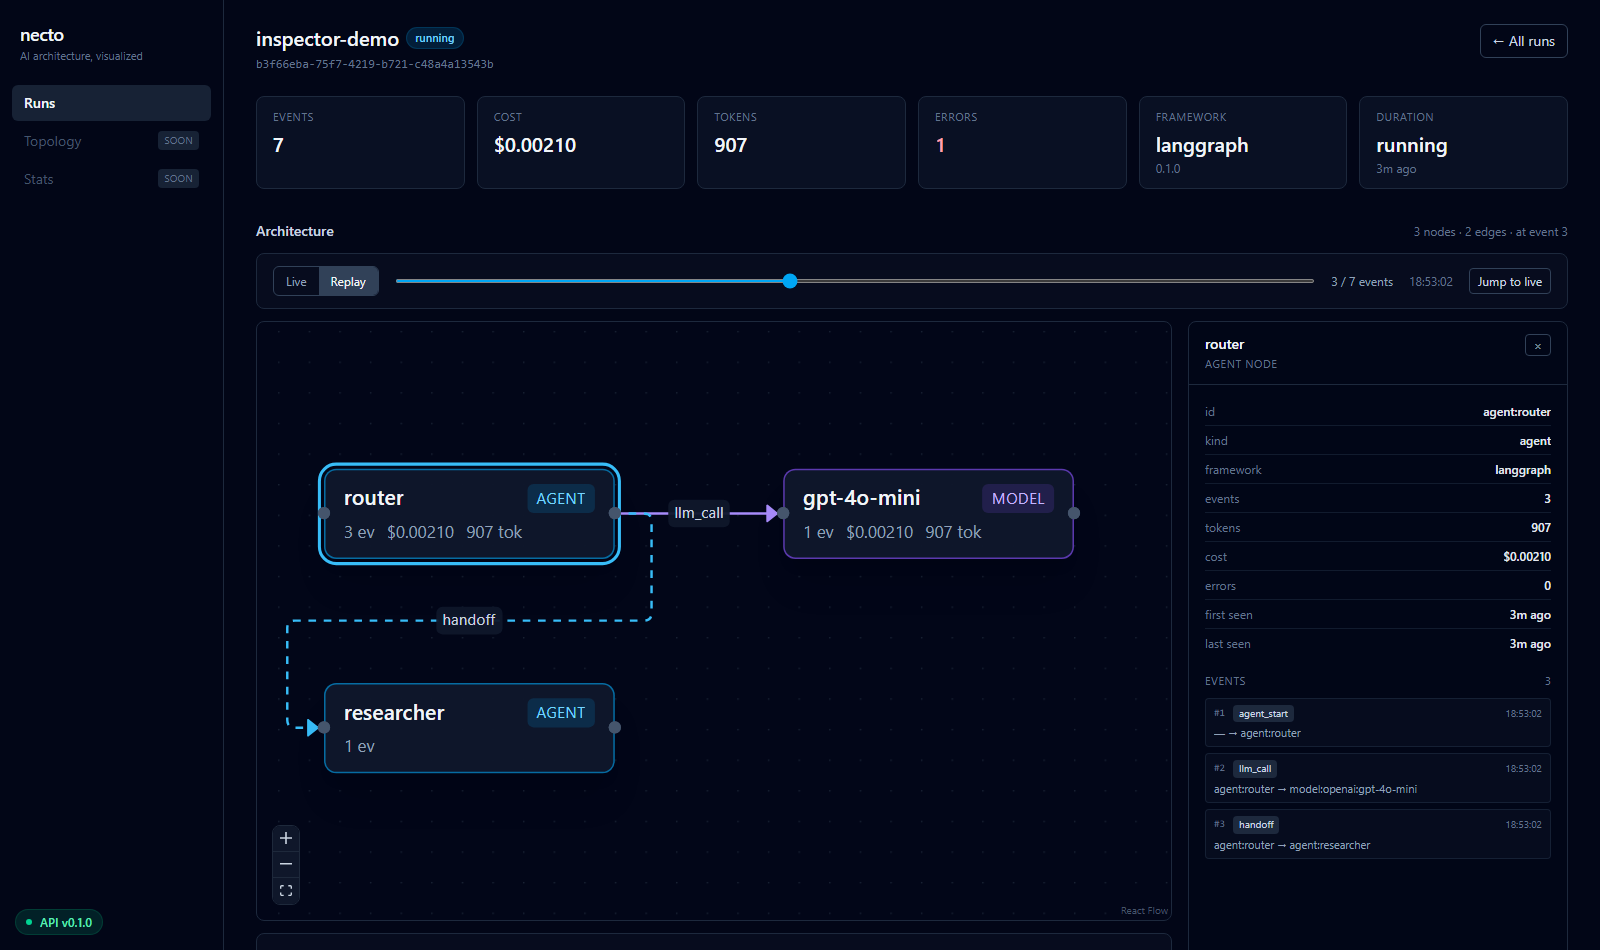 necto
AI architecture, visualized
Runs
Topology SOON
Stats SOON
API v0.1.0
inspector-demo running
b3f66eba-75f7-4219-b721-c48a4a13543b
← All runs
EVENTS
7
COST
$0.00210
TOKENS
907
ERRORS
1
FRAMEWORK
langgraph
0.1.0
DURATION
running
3m ago
Architecture
3 nodes · 2 edges · at event 3
Live Replay 3 / 7 events 18:53:02 Jump to live
router AGENT
3 ev $0.00210 907 tok
llm_call
gpt-4o-mini MODEL
1 ev $0.00210 907 tok
handoff
researcher AGENT
1 ev
React Flow
router ×
AGENT NODE
id agent:router
kind agent
framework langgraph
events 3
tokens 907
cost $0.00210
errors 0
first seen 3m ago
last seen 3m ago
EVENTS 3
#1 agent_start 18:53:02
— → agent:router
#2 llm_call 18:53:02
agent:router → model:openai:gpt-4o-mini
#3 handoff 18:53:02
agent:router → agent:researcher